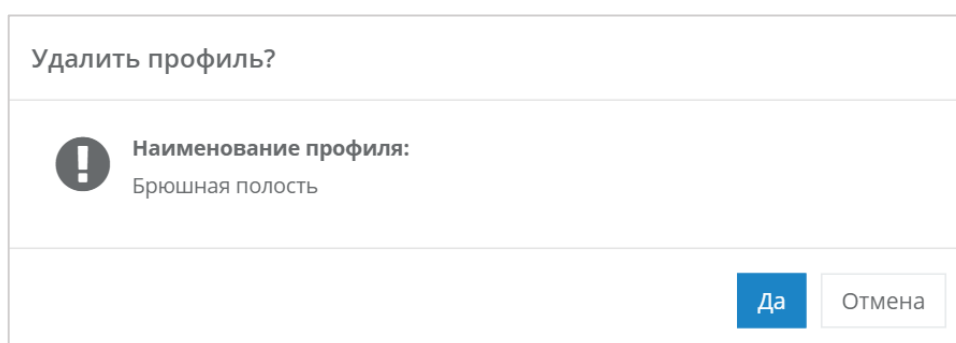 Удалить профиль?
Наименование профиля:
Брюшная полость
Да Отмена